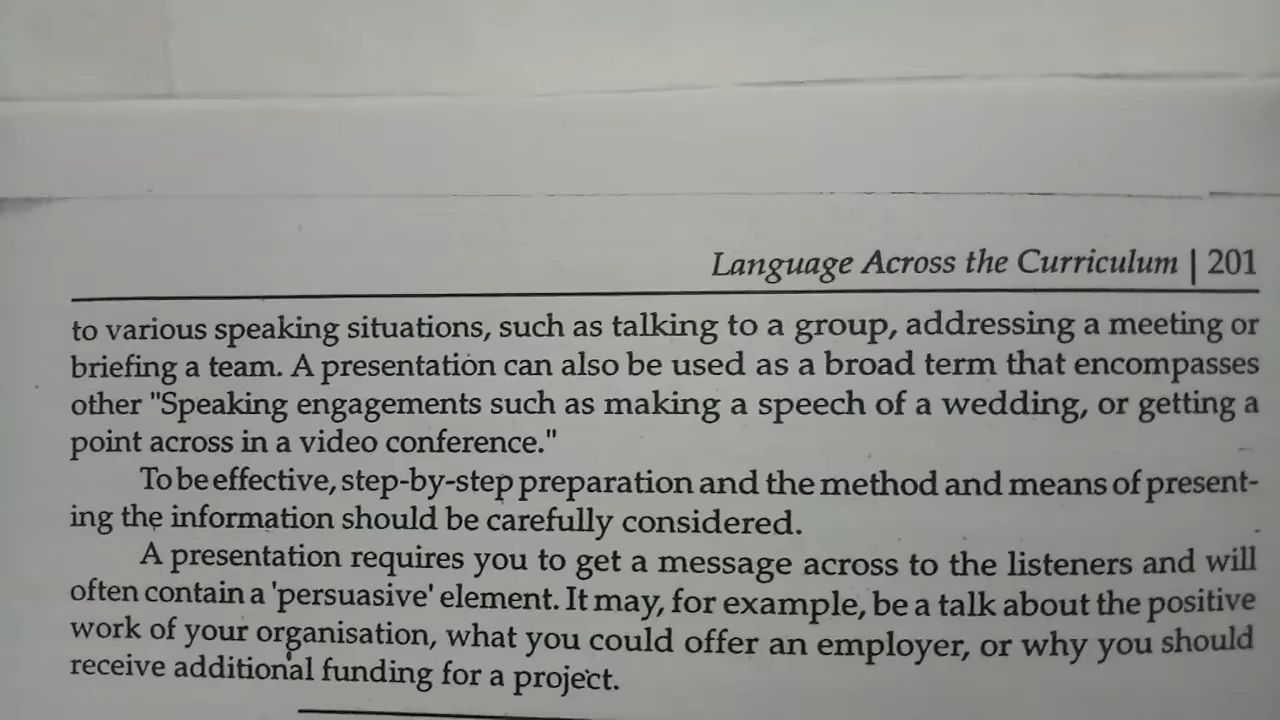 Language Across the Curriculum | 201
to various speaking situations, such as talking to a group, addressing a meeting or
briefing a team. A presentation can also be used as a broad term that encompasses
other "Speaking engagements such as making a speech of a wedding, or getting a
point across in a video conference."
To be effective, step-by-step preparation and the method and means of present-
ing the information should be carefully considered.
A presentation requires you to get a message across to the listeners and will
often contain a 'persuasive' element. It may, for example, be a talk about the positive
work of your organisation, what you could offer an employer, or why you should
receive additional funding for a project.